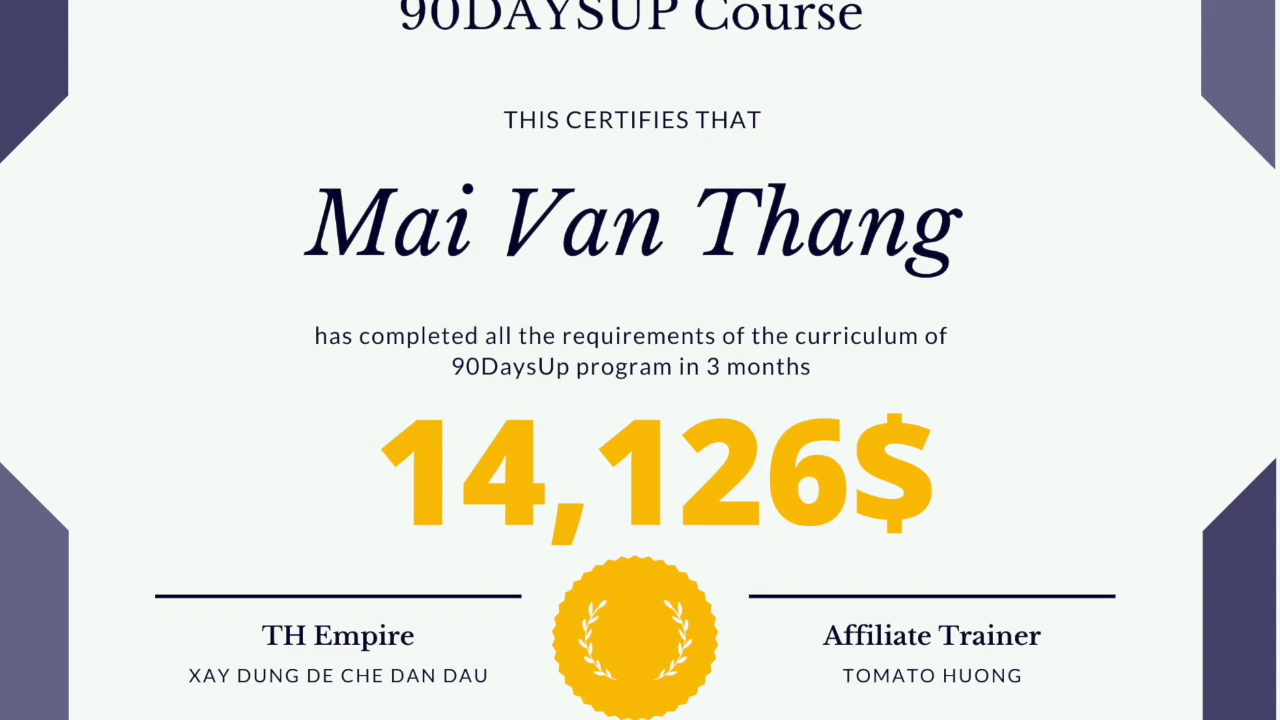 90DAYSUP Course
THIS CERTIFIES THAT
Mai Van Thang
has completed all the requirements of the curriculum of
90DaysUp program in 3 months
14,126$
TH Empire
XAY DUNG DE CHE DAN DAU
Affiliate Trainer
TOMATO HUONG